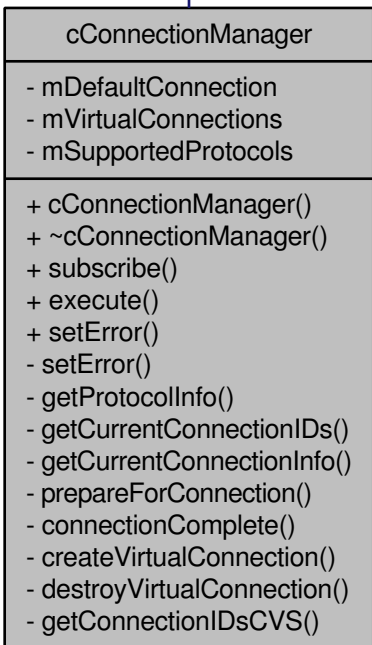 cConnectionManager
- mDefaultConnection
- mVirtualConnections
- mSupportedProtocols
+ cConnectionManager()
+ ~cConnectionManager()
+ subscribe()
+ execute()
+ setError()
- setError()
- getProtocolInfo()
- getCurrentConnectionIDs()
- getCurrentConnectionInfo()
- prepareForConnection()
- connectionComplete()
- createVirtualConnection()
- destroyVirtualConnection()
- getConnectionIDsCVS()